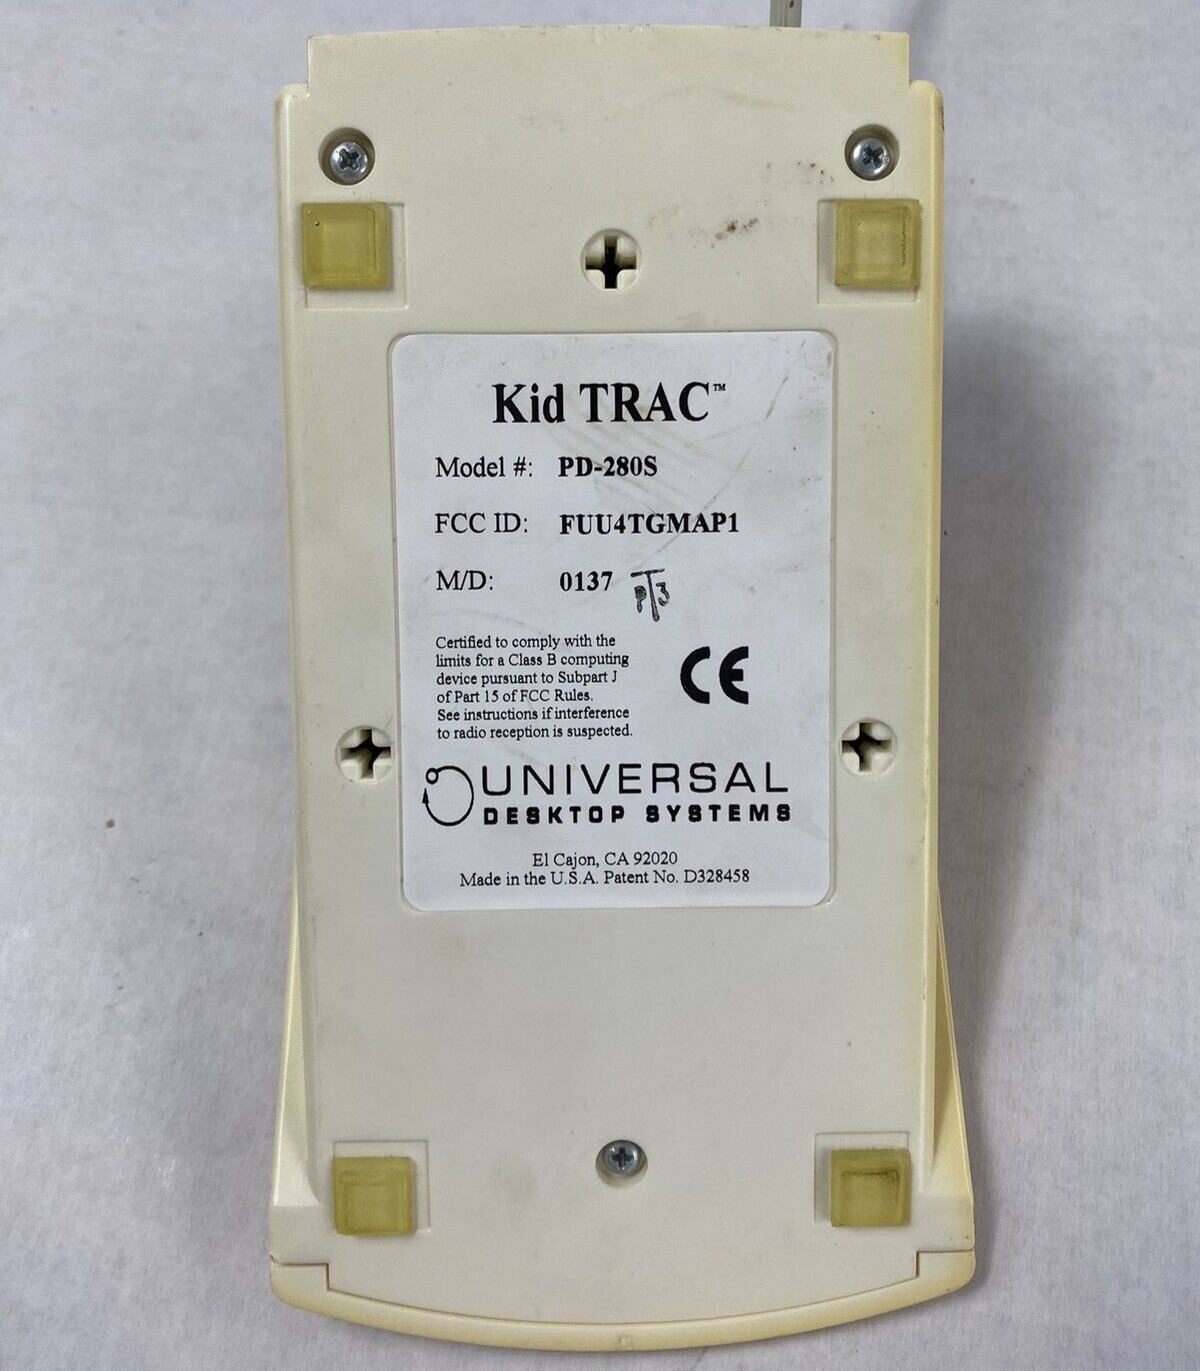 Kid TRAC™
Model #: PD-280S
FCC ID: FUU4TGMAP1
M/D: 0137 PT3
Certified to comply with the
limits for a Class B computing
device pursuant to Subpart J
of Part 15 of FCC Rules.
See instructions if interference
to radio reception is suspected.
CE
UNIVERSAL
DESKTOP SYSTEMS
El Cajon, CA 92020
Made in the U.S.A. Patent No. D328458